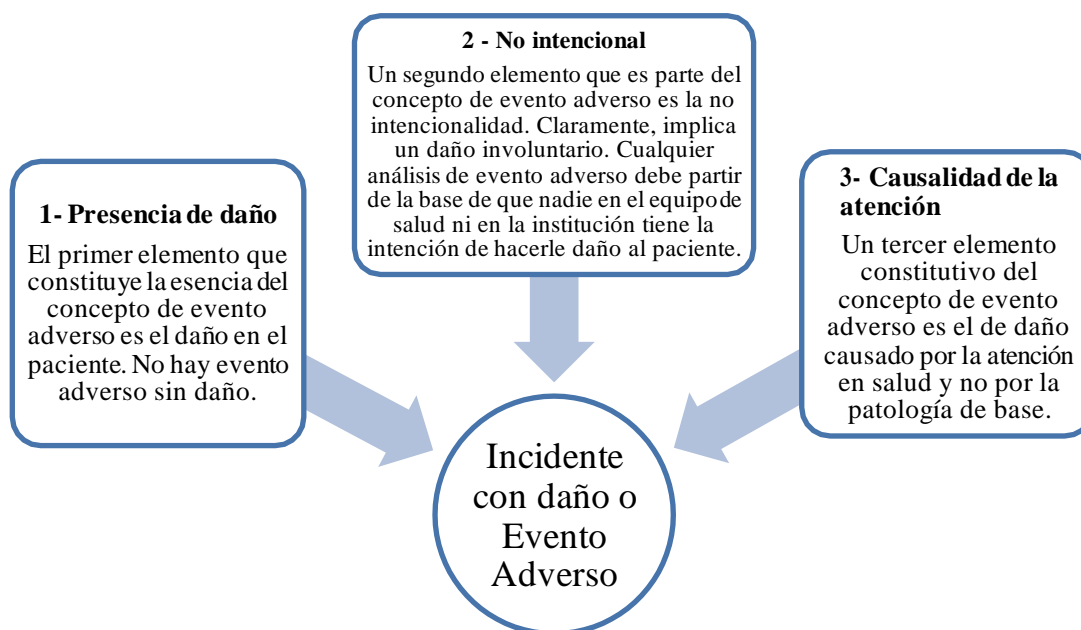 1- Presencia de daño
El primer elemento que
constituye la esencia del
concepto de evento
adverso es el daño en el
paciente. No hay evento
adverso sin daño.
2 - No intencional
Un segundo elemento que es parte del
concepto de evento adverso es la no
intencionalidad. Claramente, implica
un daño involuntario. Cualquier
análisis de evento adverso debe partir
de la base de que nadie en el equipo de
salud ni en la institución tiene la
intención de hacerle daño al paciente.
3- Causalidad de la
atención
Un tercer elemento
constitutivo del
concepto de evento
adverso es el de daño
causado por la atención
en salud y no por la
patología de base.
Incidente
con daño o
Evento
Adverso